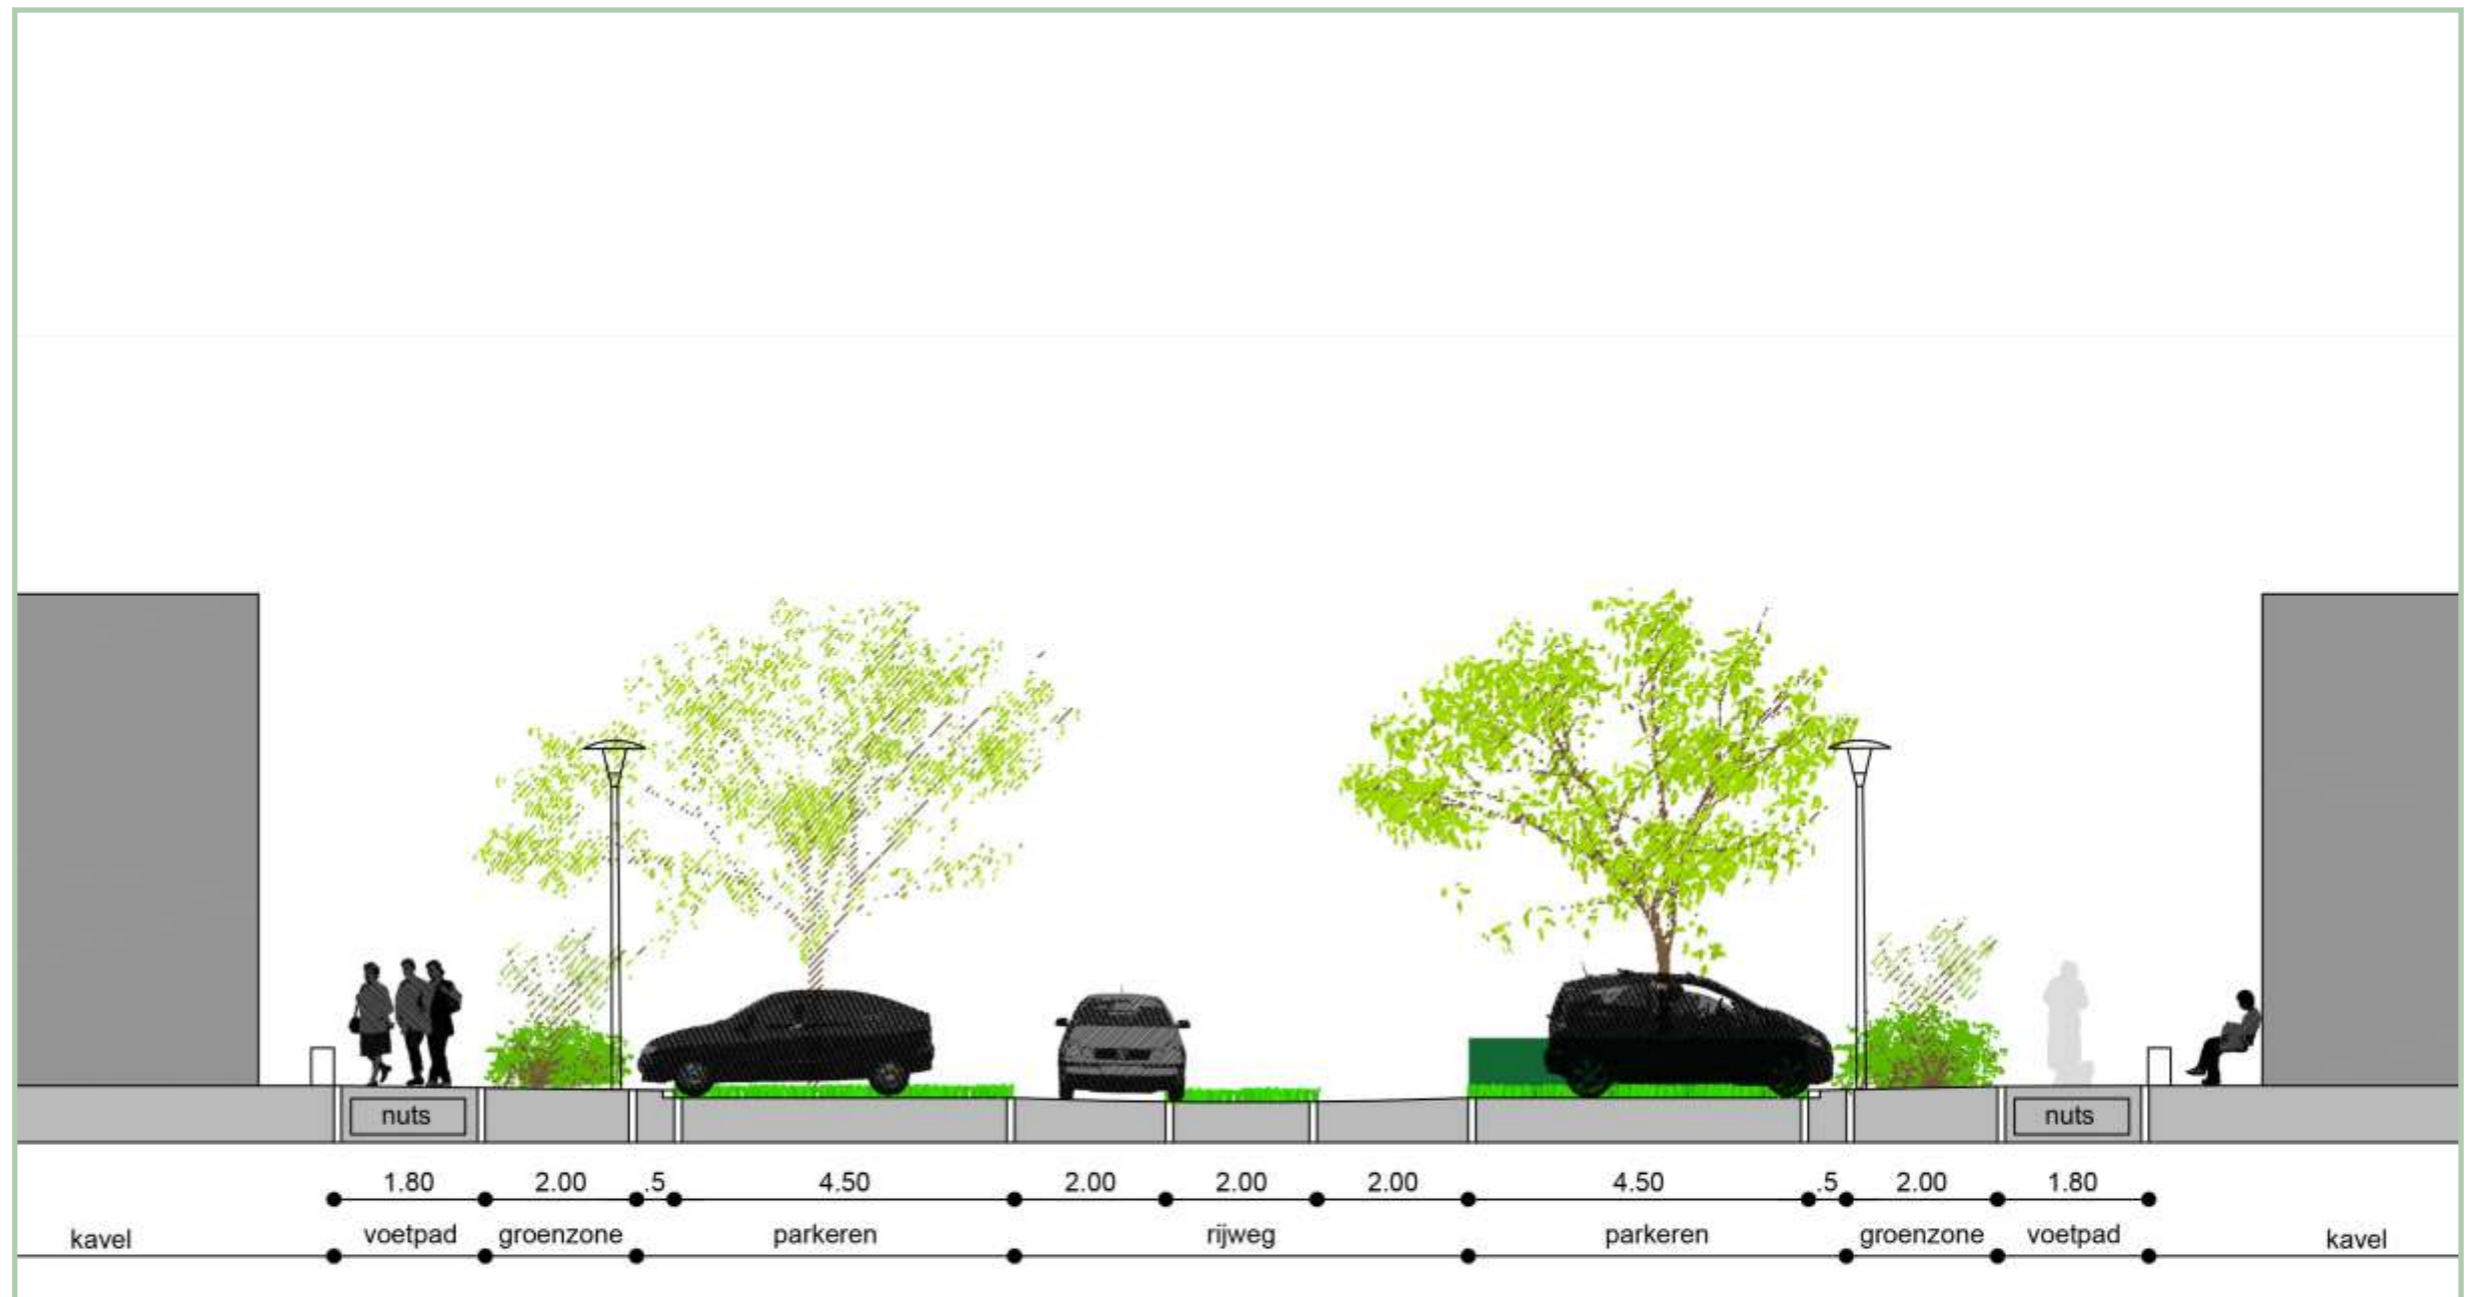 nuts nuts
1.80 2.00 .5 4.50 2.00 2.00 2.00 4.50 .5 2.00 1.80
kavel voetpad groenzone parkeren rijweg parkeren groenzone voetpad kavel